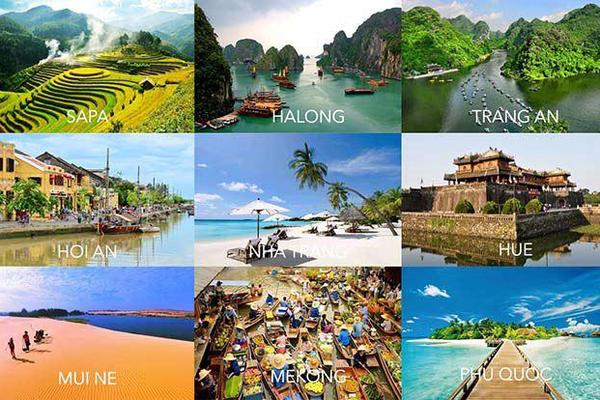 SAPA
HALONG
TRANG AN
HOI AN
NHA TRANG
HUE
MUI NE
MEKONG
PHU QUOC